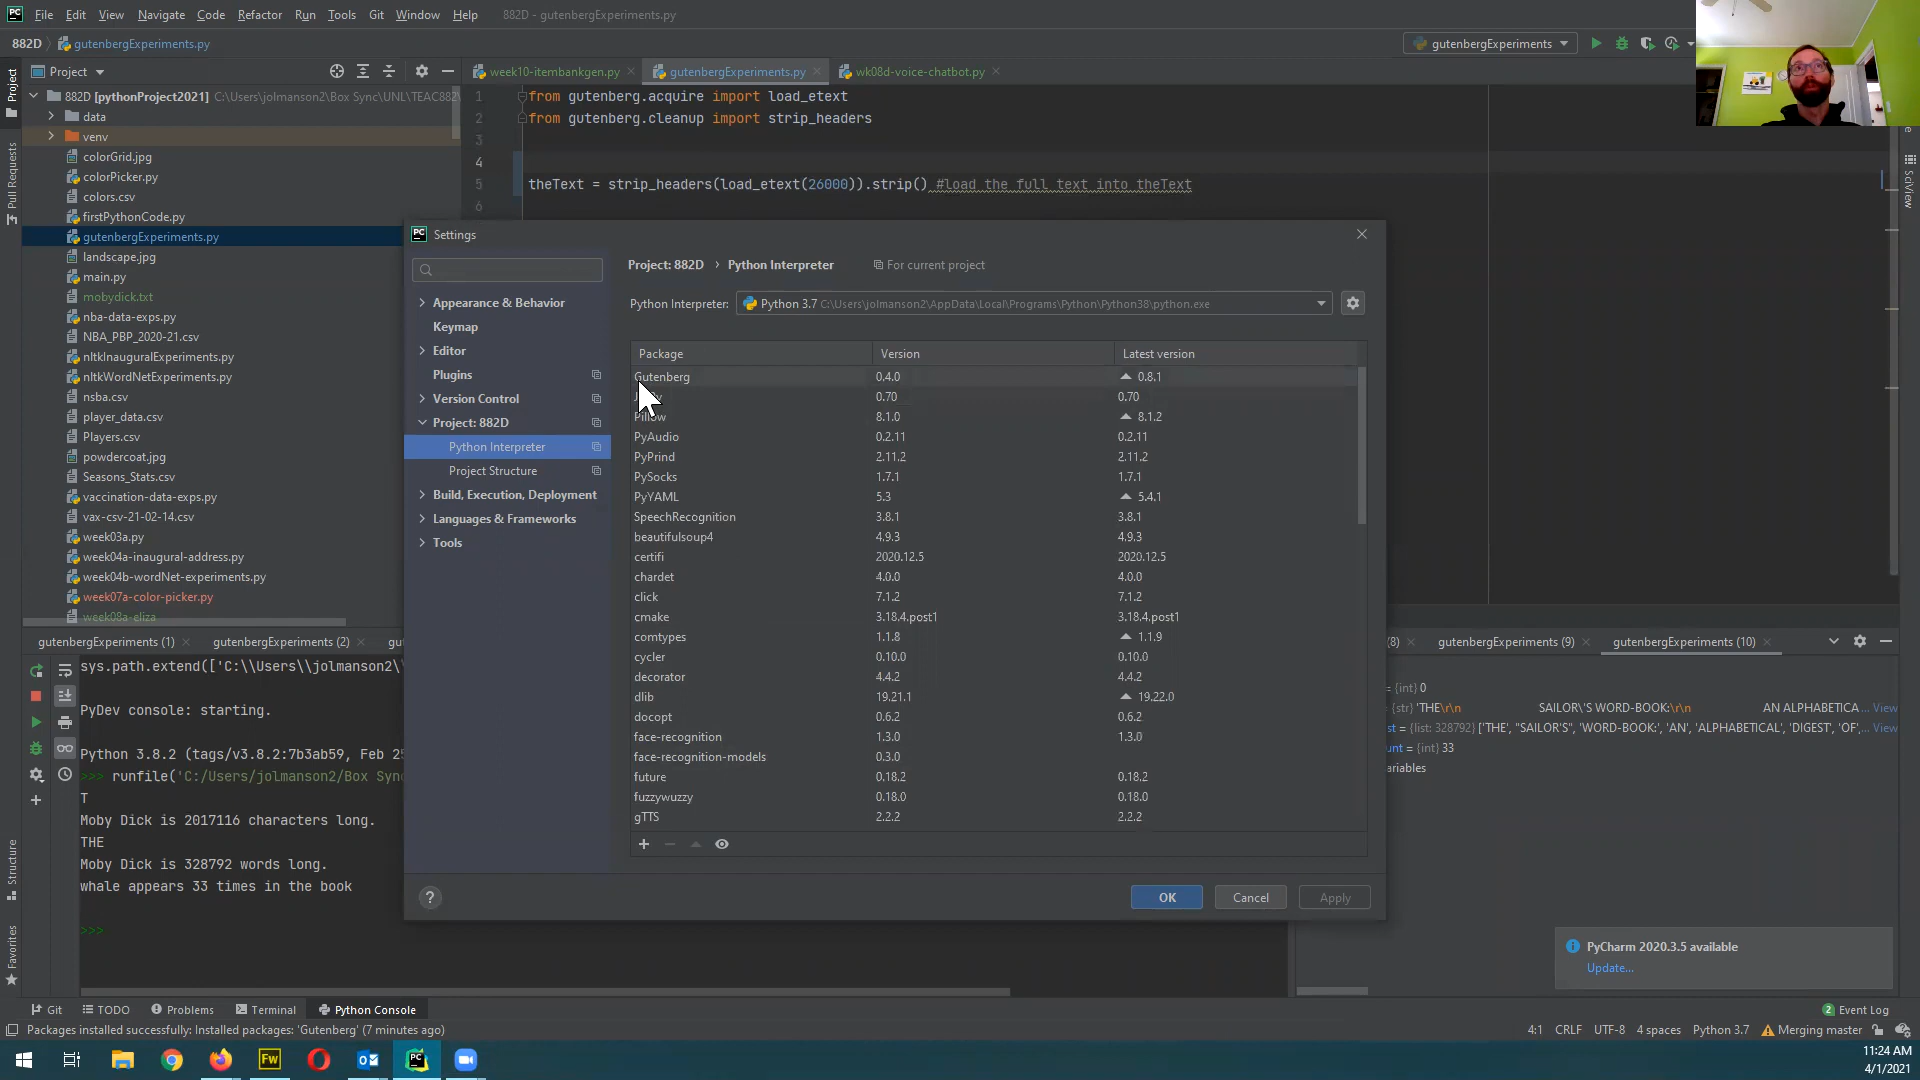 File Edit View Navigate Code Refactor Run Tools Git Window Help 882D - gutenbergExperiments.py
882D gutenbergExperiments.py
gutenbergExperiments
Project
week10-itembankgen.py
gutenbergExperiments.py
wk08d-voice-chatbot.py
Project
Pull Requests
882D [pythonProject2021] C:\Users\jolmanson2\Box Sync\UNL\TEAC882
data
venv
colorGrid.jpg
colorPicker.py
colors.csv
firstPythonCode.py
gutenbergExperiments.py
landscape.jpg
main.py
mobydick.txt
nba-data-exps.py
NBA_PBP_2020-21.csv
nltkInauguralExperiments.py
nltkWordNetExperiments.py
nsba.csv
player_data.csv
Players.csv
powdercoat.jpg
Seasons_Stats.csv
vaccination-data-exps.py
vax-csv-21-02-14.csv
week03a.py
week04a-inaugural-address.py
week04b-wordNet-experiments.py
week07a-color-picker.py
week08a-eliza
1 from gutenberg.acquire import load_etext
2 from gutenberg.cleanup import strip_headers
3
4
5 theText = strip_headers(load_etext(26000)).strip() #load the full text into theText
6
SciView
Settings
Appearance & Behavior
Keymap
Editor
Plugins
Version Control
Project: 882D
Python Interpreter
Project Structure
Build, Execution, Deployment
Languages & Frameworks
Tools
Project: 882D › Python Interpreter For current project
Python Interpreter: Python 3.7 C:\Users\jolmanson2\AppData\Local\Programs\Python\Python38\python.exe
Package Version Latest version
Gutenberg 0.4.0 0.8.1
0.70 0.70
Pillow 8.1.0 8.1.2
PyAudio 0.2.11 0.2.11
PyPrind 2.11.2 2.11.2
PySocks 1.7.1 1.7.1
PyYAML 5.3 5.4.1
SpeechRecognition 3.8.1 3.8.1
beautifulsoup4 4.9.3 4.9.3
certifi 2020.12.5 2020.12.5
chardet 4.0.0 4.0.0
click 7.1.2 7.1.2
cmake 3.18.4.post1 3.18.4.post1
comtypes 1.1.8 1.1.9
cycler 0.10.0 0.10.0
decorator 4.4.2 4.4.2
dlib 19.21.1 19.22.0
docopt 0.6.2 0.6.2
face-recognition 1.3.0 1.3.0
face-recognition-models 0.3.0
future 0.18.2 0.18.2
fuzzywuzzy 0.18.0 0.18.0
gTTS 2.2.2 2.2.2
OK Cancel Apply
gutenbergExperiments (1) gutenbergExperiments (2) gu
(8) gutenbergExperiments (9) gutenbergExperiments (10)
sys.path.extend(['C:\\Users\\jolmanson2\\
PyDev console: starting.
Python 3.8.2 (tags/v3.8.2:7b3ab59, Feb 25
>>> runfile('C:/Users/jolmanson2/Box Sync
T
Moby Dick is 2017116 characters long.
THE
Moby Dick is 328792 words long.
whale appears 33 times in the book
>>>
= {int} 0
= {str} 'THE\r\n SAILOR\'S WORD-BOOK:\r\n AN ALPHABETICA... View
st = {list: 328792} ['THE', "SAILOR'S", 'WORD-BOOK:', 'AN', 'ALPHABETICAL', 'DIGEST', 'OF',... View
unt = {int} 33
ariables
Structure
Favorites
PyCharm 2020.3.5 available
Update...
Git TODO Problems Terminal Python Console
2 Event Log
Packages installed successfully: Installed packages: 'Gutenberg' (7 minutes ago)
4:1 CRLF UTF-8 4 spaces Python 3.7 Merging master
11:24 AM
4/1/2021